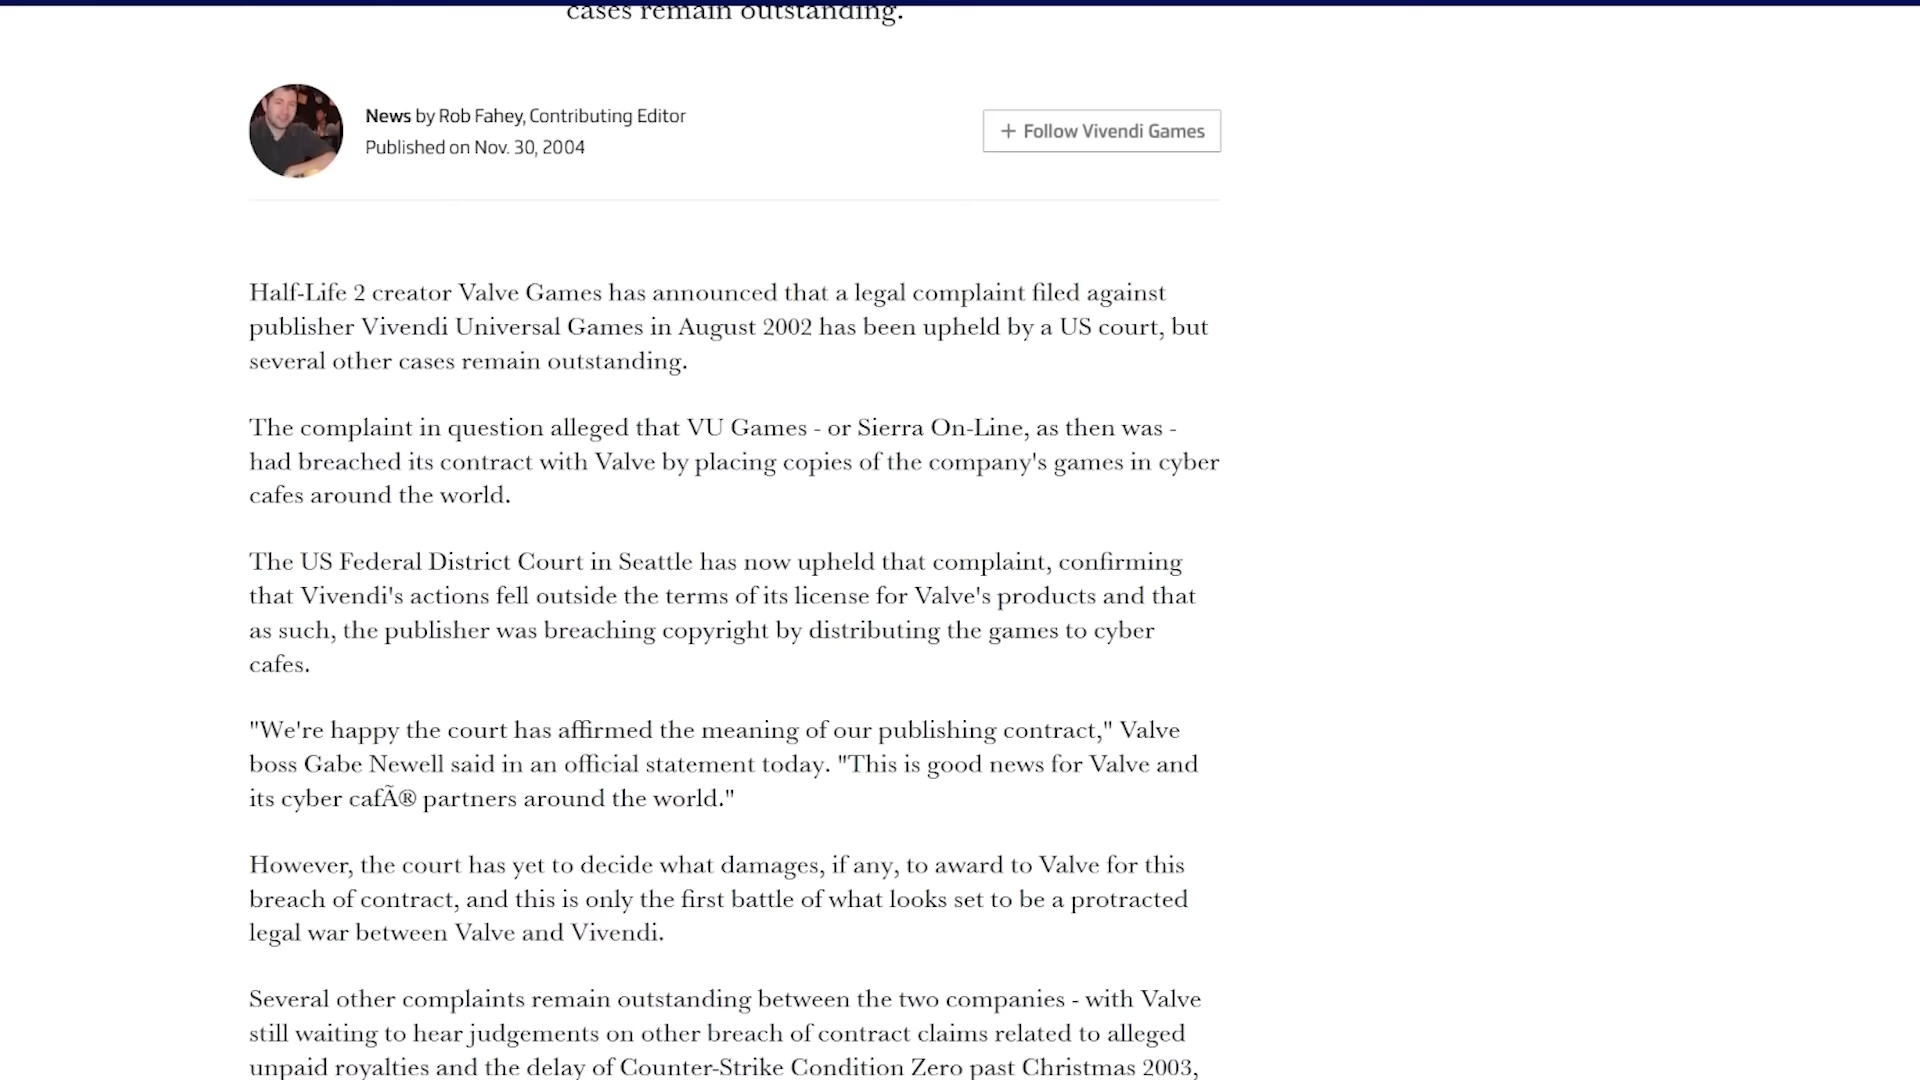 cases remain outstanding.
News by Rob Fahey, Contributing Editor
Published on Nov. 30, 2004
+ Follow Vivendi Games
Half-Life 2 creator Valve Games has announced that a legal complaint filed against
publisher Vivendi Universal Games in August 2002 has been upheld by a US court, but
several other cases remain outstanding.
The complaint in question alleged that VU Games - or Sierra On-Line, as then was -
had breached its contract with Valve by placing copies of the company's games in cyber
cafes around the world.
The US Federal District Court in Seattle has now upheld that complaint, confirming
that Vivendi's actions fell outside the terms of its license for Valve's products and that
as such, the publisher was breaching copyright by distributing the games to cyber
cafes.
"We're happy the court has affirmed the meaning of our publishing contract," Valve
boss Gabe Newell said in an official statement today. "This is good news for Valve and
its cyber cafÃ® partners around the world."
However, the court has yet to decide what damages, if any, to award to Valve for this
breach of contract, and this is only the first battle of what looks set to be a protracted
legal war between Valve and Vivendi.
Several other complaints remain outstanding between the two companies - with Valve
still waiting to hear judgements on other breach of contract claims related to alleged
unpaid royalties and the delay of Counter-Strike Condition Zero past Christmas 2003,